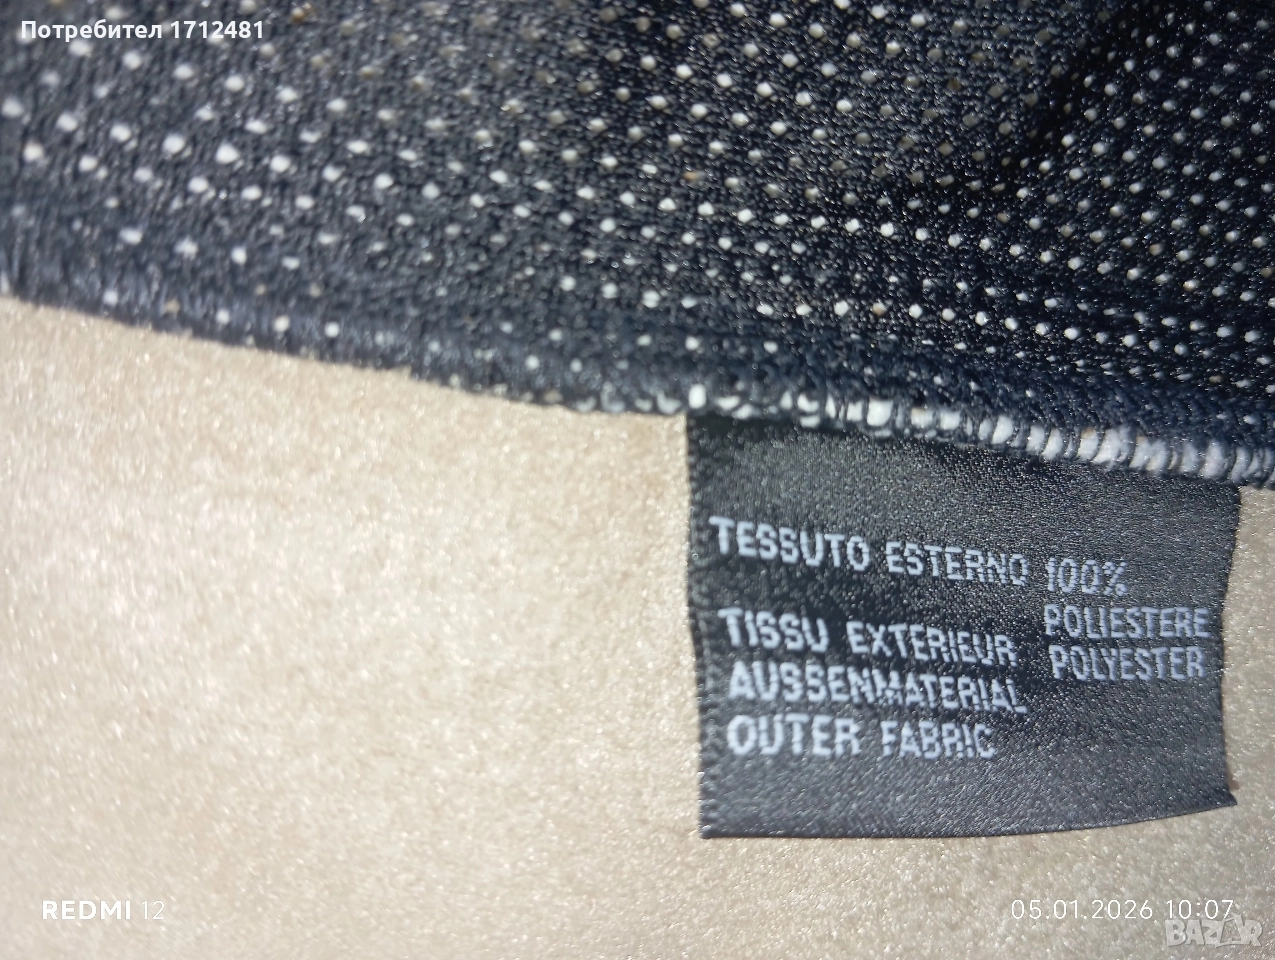 Потребител 1712481
TESSUTO ESTERNO 100%
POLIESTERE
TISSU EXTERIEUR POLYESTER
AUSSENMATERIAL
OUTER FABRIC
REDMI 12
05.01.2026 10:07
BAZAR